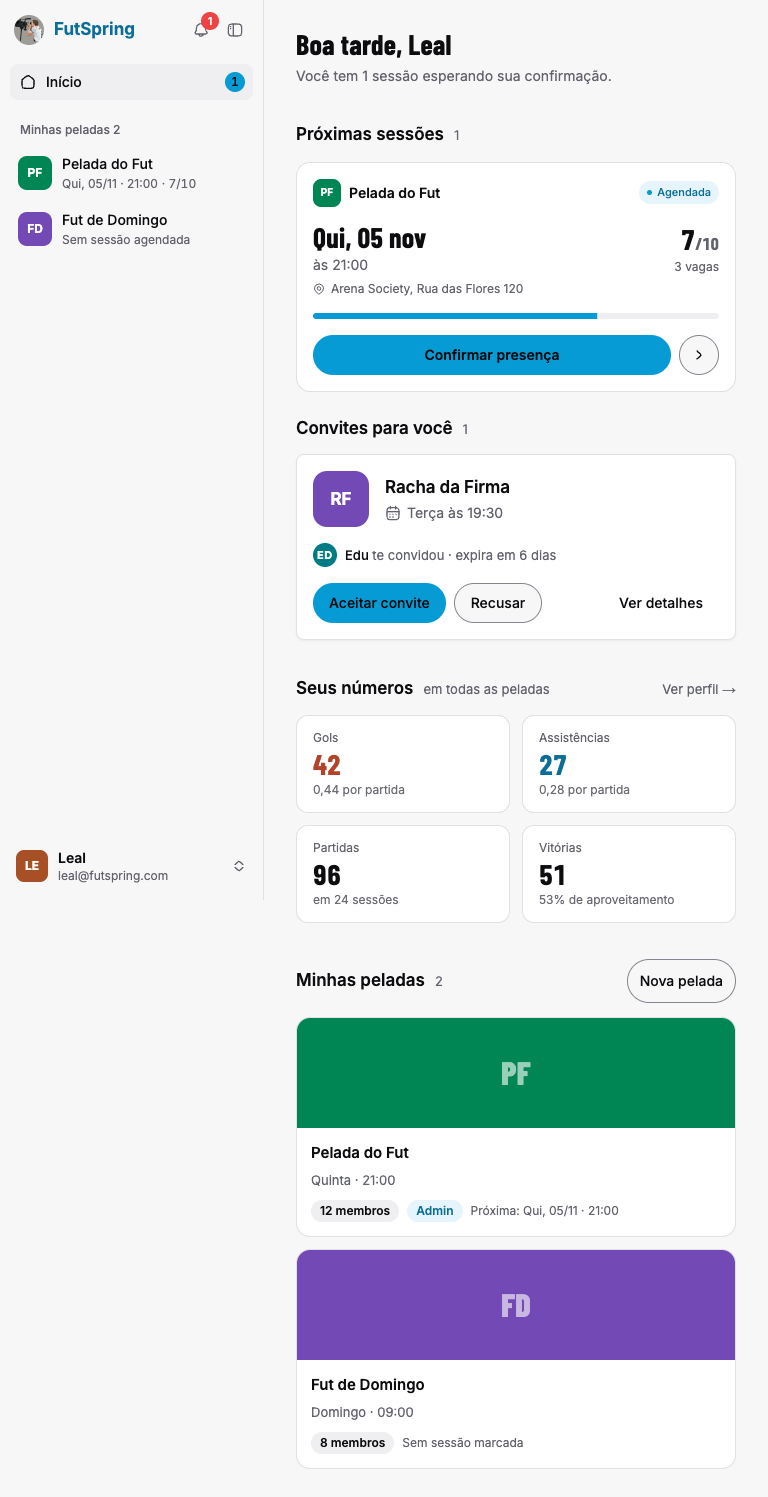 FutSpring
1
Início
1
Minhas peladas 2
PF
Pelada do Fut
Qui, 05/11 · 21:00 · 7/10
FD
Fut de Domingo
Sem sessão agendada
LE
Leal
leal@futspring.com
Boa tarde, Leal
Você tem 1 sessão esperando sua confirmação.
Próximas sessões 1
PF
Pelada do Fut
Agendada
Qui, 05 nov
7/10
às 21:00
3 vagas
Arena Society, Rua das Flores 120
Confirmar presença
Convites para você 1
RF
Racha da Firma
Terça às 19:30
ED
Edu te convidou · expira em 6 dias
Aceitar convite
Recusar
Ver detalhes
Seus números em todas as peladas
Ver perfil →
Gols
42
0,44 por partida
Assistências
27
0,28 por partida
Partidas
96
em 24 sessões
Vitórias
51
53% de aproveitamento
Minhas peladas 2
Nova pelada
PF
Pelada do Fut
Quinta · 21:00
12 membros
Admin
Próxima: Qui, 05/11 · 21:00
FD
Fut de Domingo
Domingo · 09:00
8 membros
Sem sessão marcada